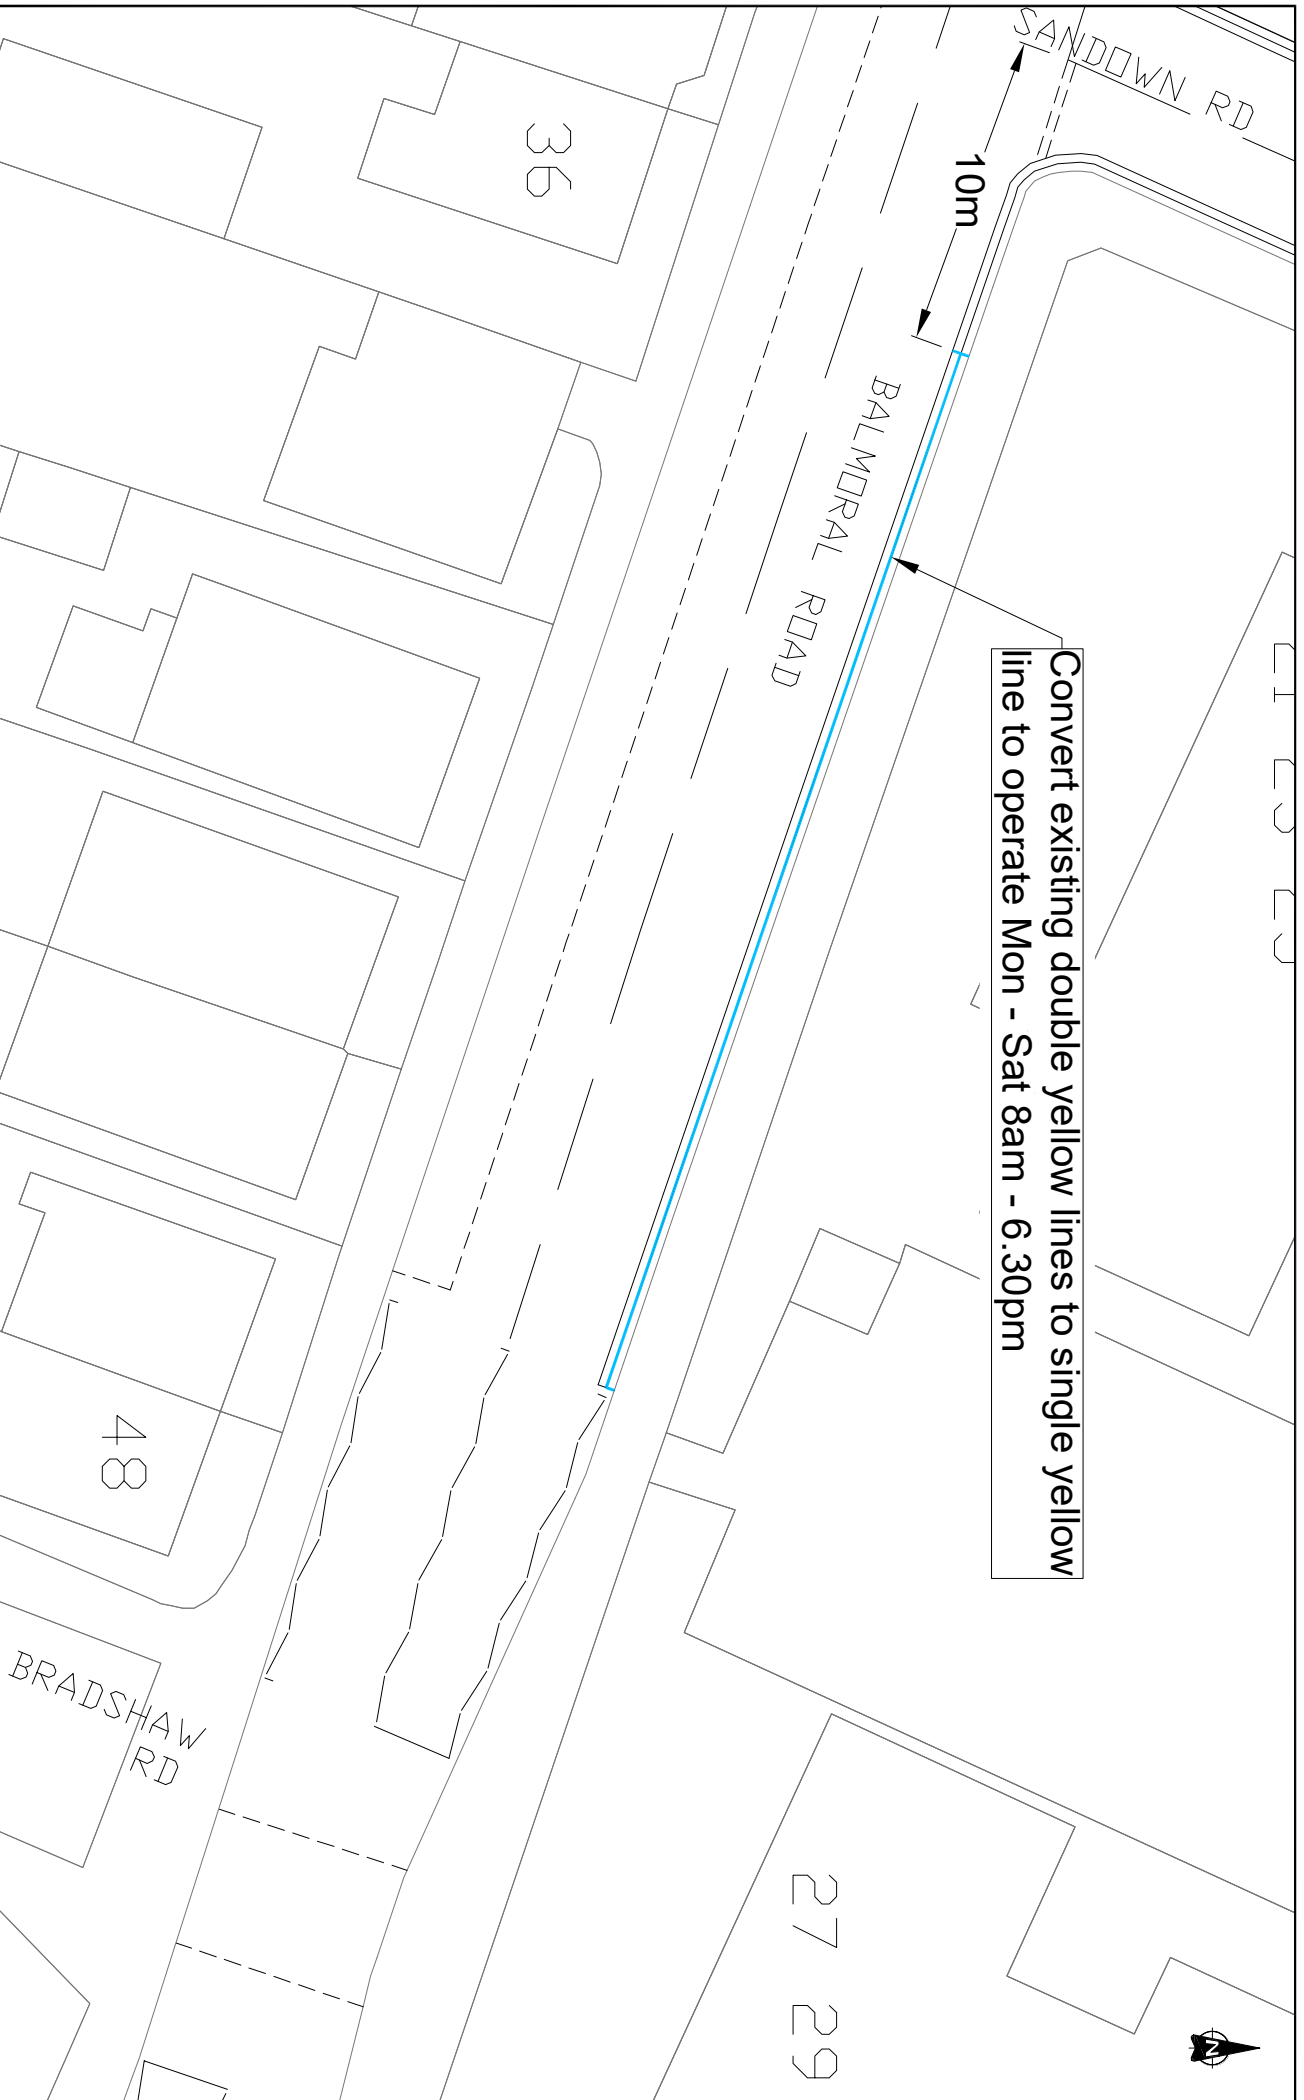 SANDOWN RD
10m
BALMORAL ROAD
Convert existing double yellow lines to single yellow
line to operate Mon - Sat 8am - 6.30pm
36
48
BRADSHAW
RD
27 29
N